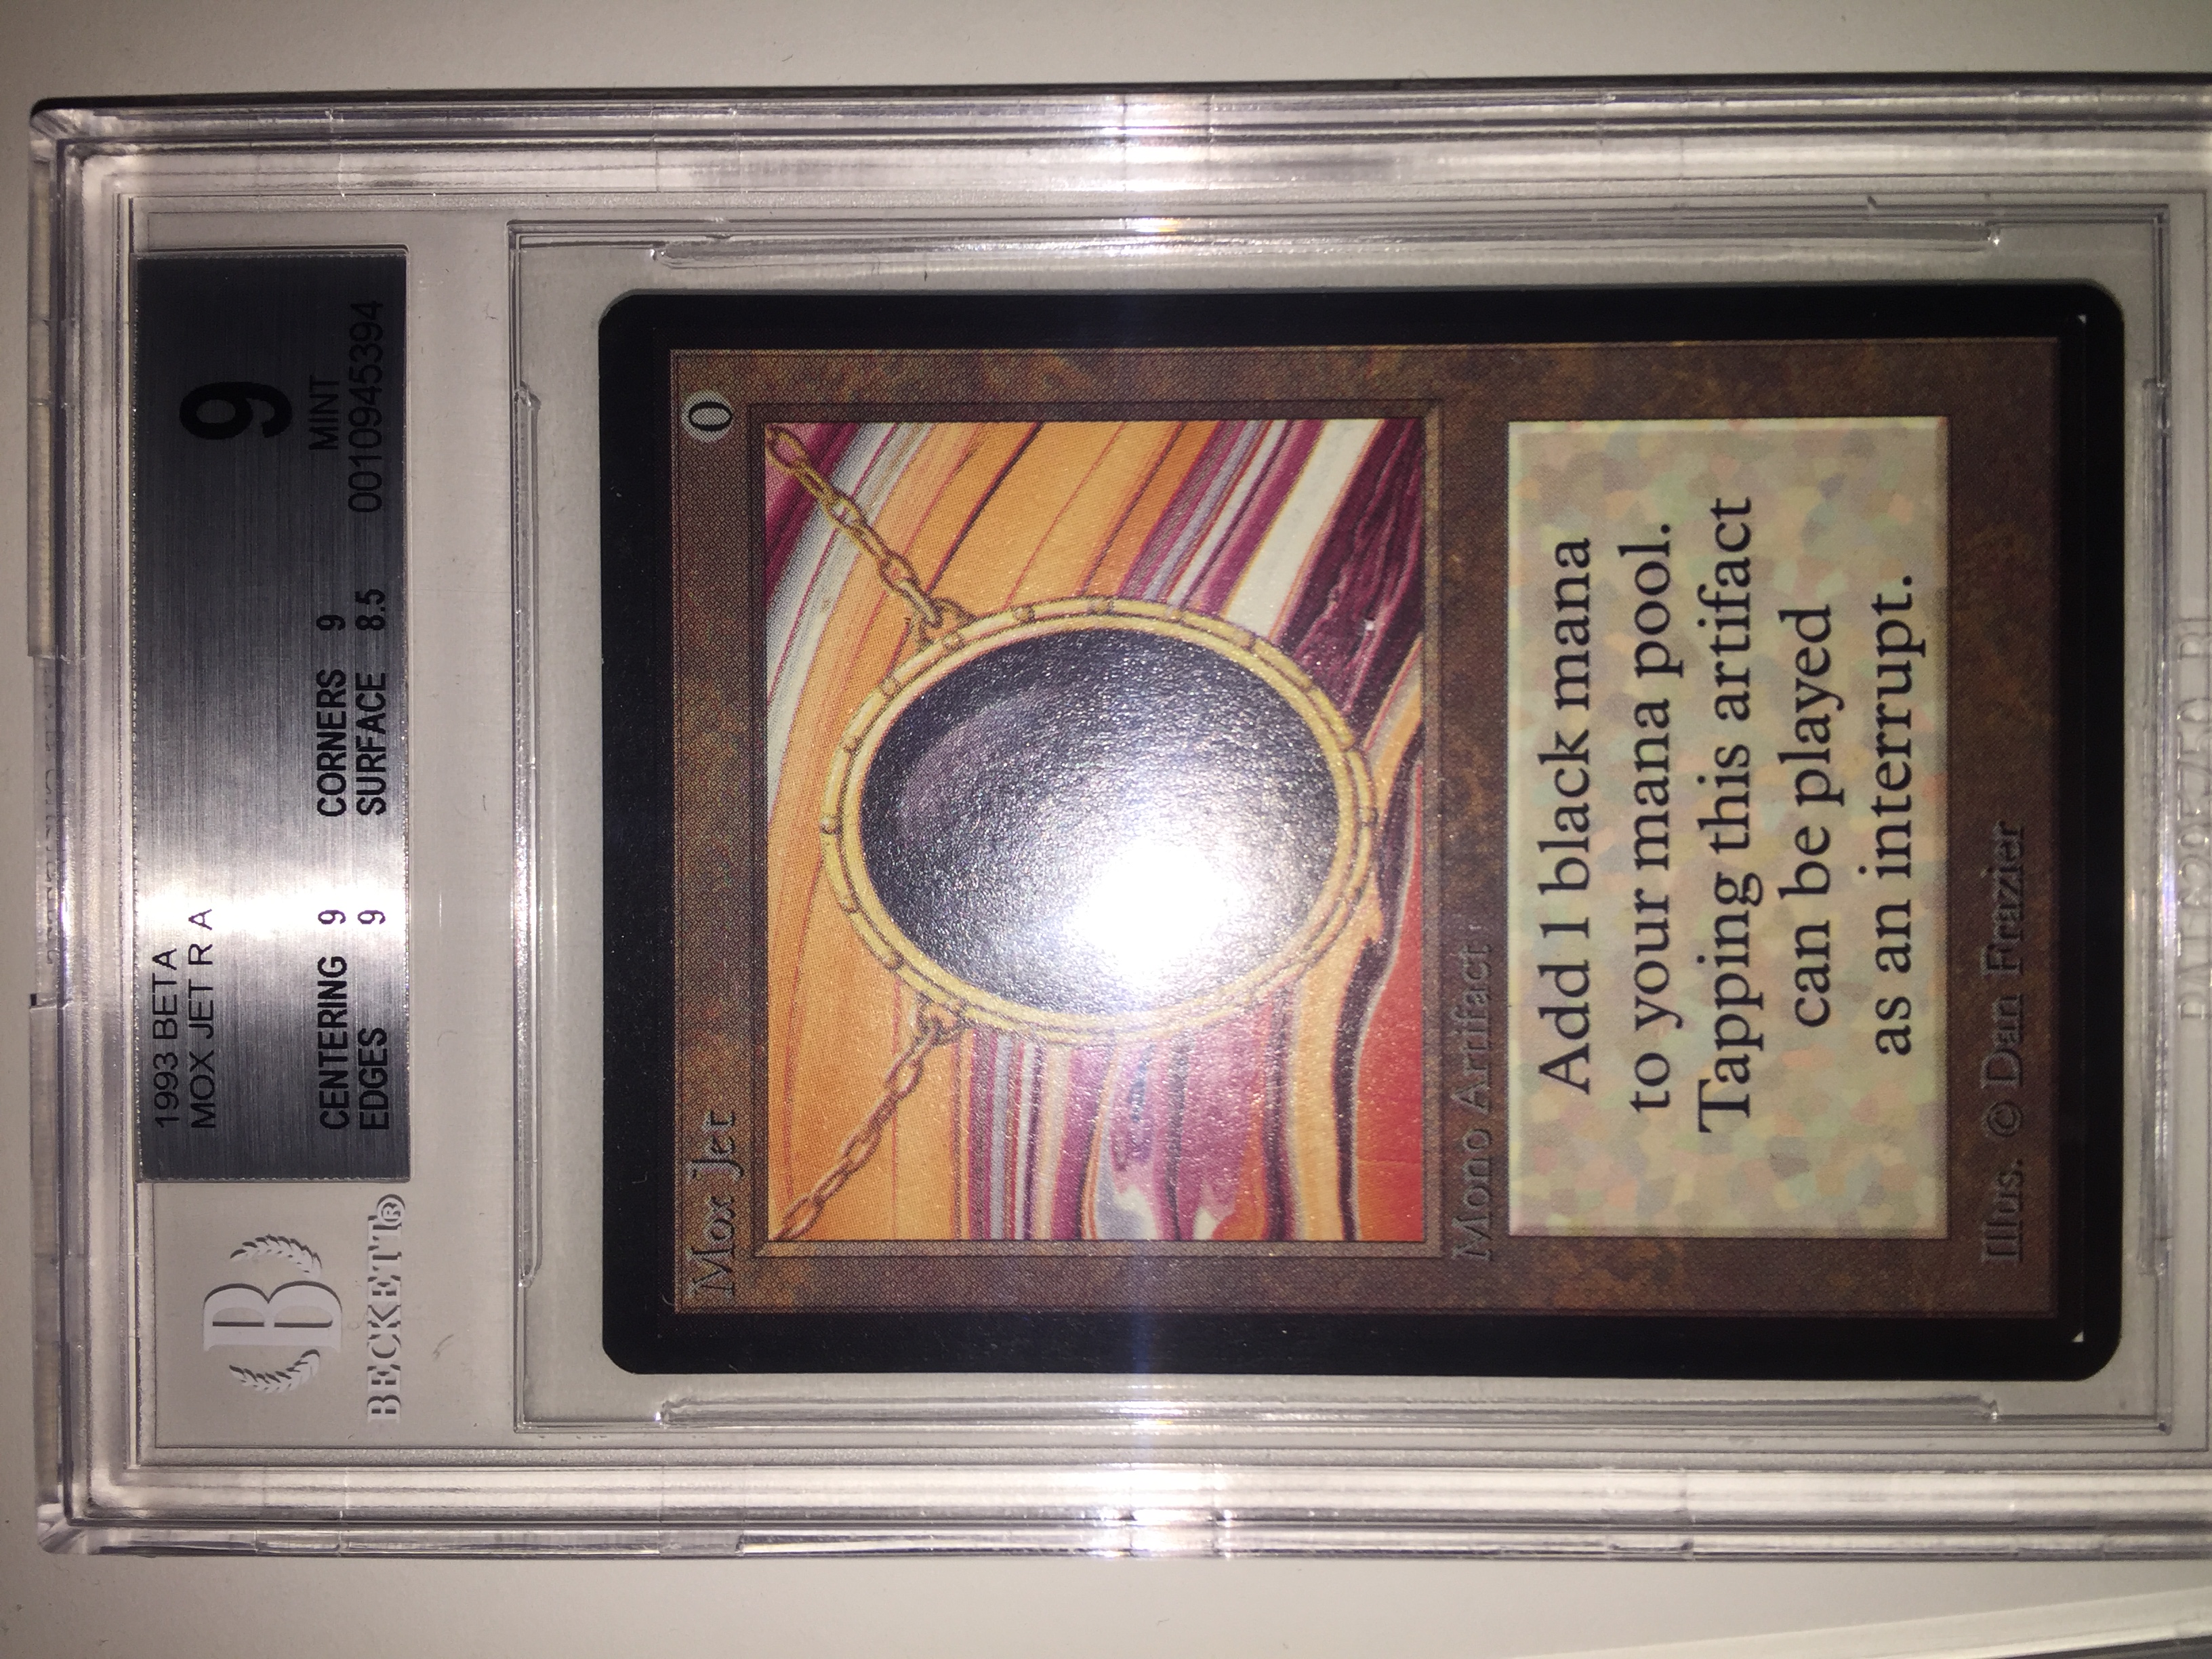 1993 BETA
MOX JET R A
9
CENTERING 9 CORNERS 9 MINT
EDGES 9 SURFACE 8.5 0010945394
B
BECKETT®
Mox Jet 0
Mono Artifact
Add 1 black mana
to your mana pool.
Tapping this artifact
can be played
as an interrupt.
Illus. © Dan Frazier